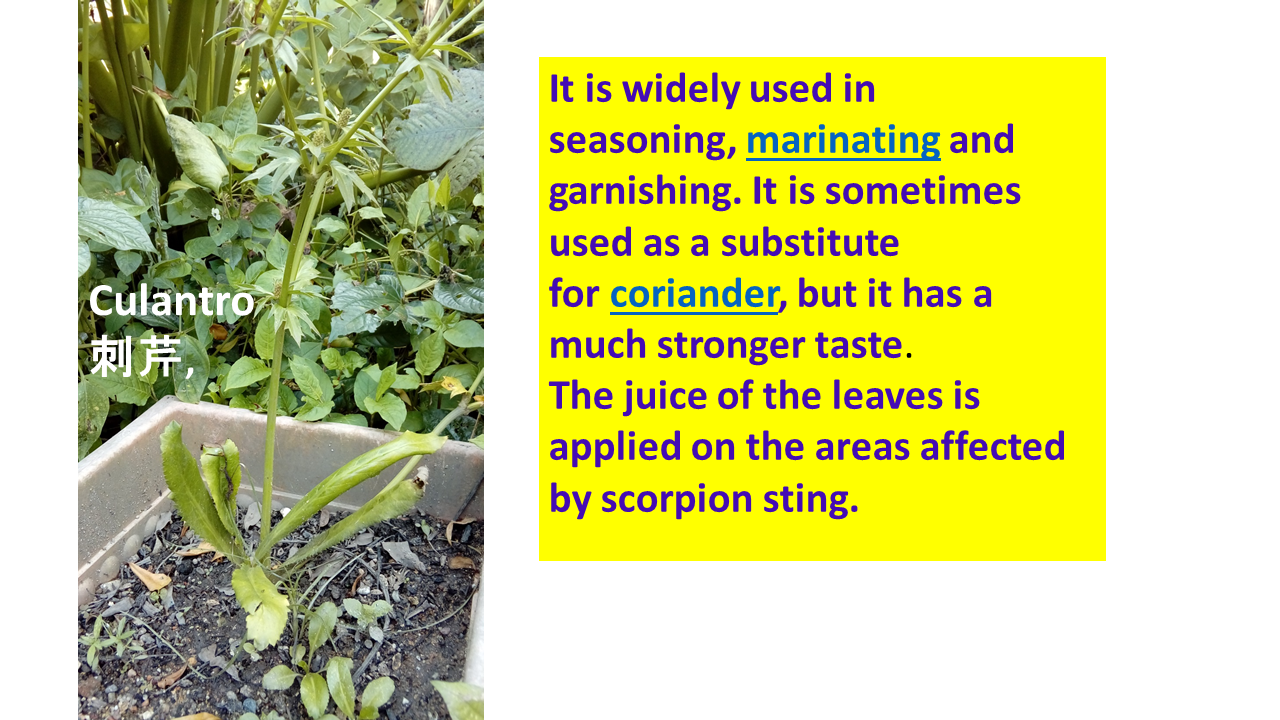 Culantro
刺芹,
It is widely used in
seasoning, marinating and
garnishing. It is sometimes
used as a substitute
for coriander, but it has a
much stronger taste.
The juice of the leaves is
applied on the areas affected
by scorpion sting.